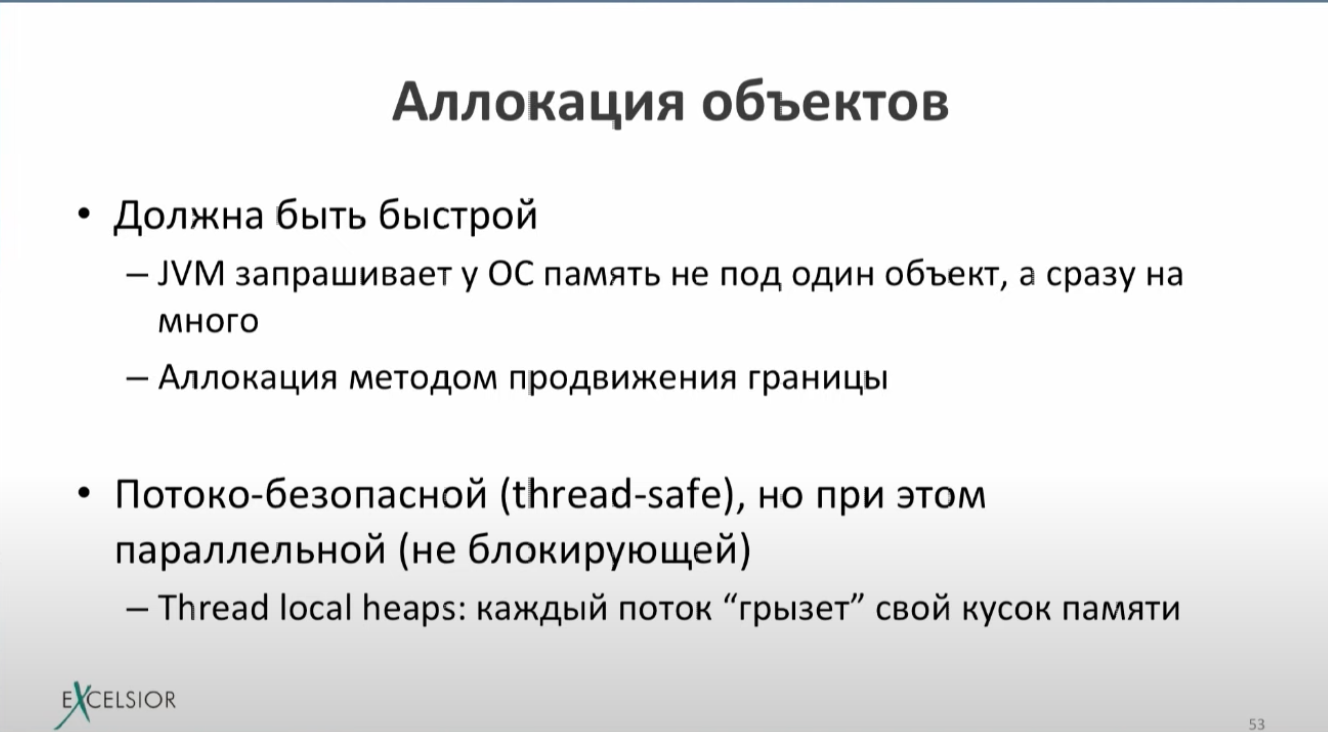 Аллокация объектов
• Должна быть быстрой
– JVM запрашивает у ОС память не под один объект, а сразу на
много
– Аллокация методом продвижения границы
• Потоко-безопасной (thread-safe), но при этом
параллельной (не блокирующей)
– Thread local heaps: каждый поток “грызет” свой кусок памяти
EXCELSIOR
53